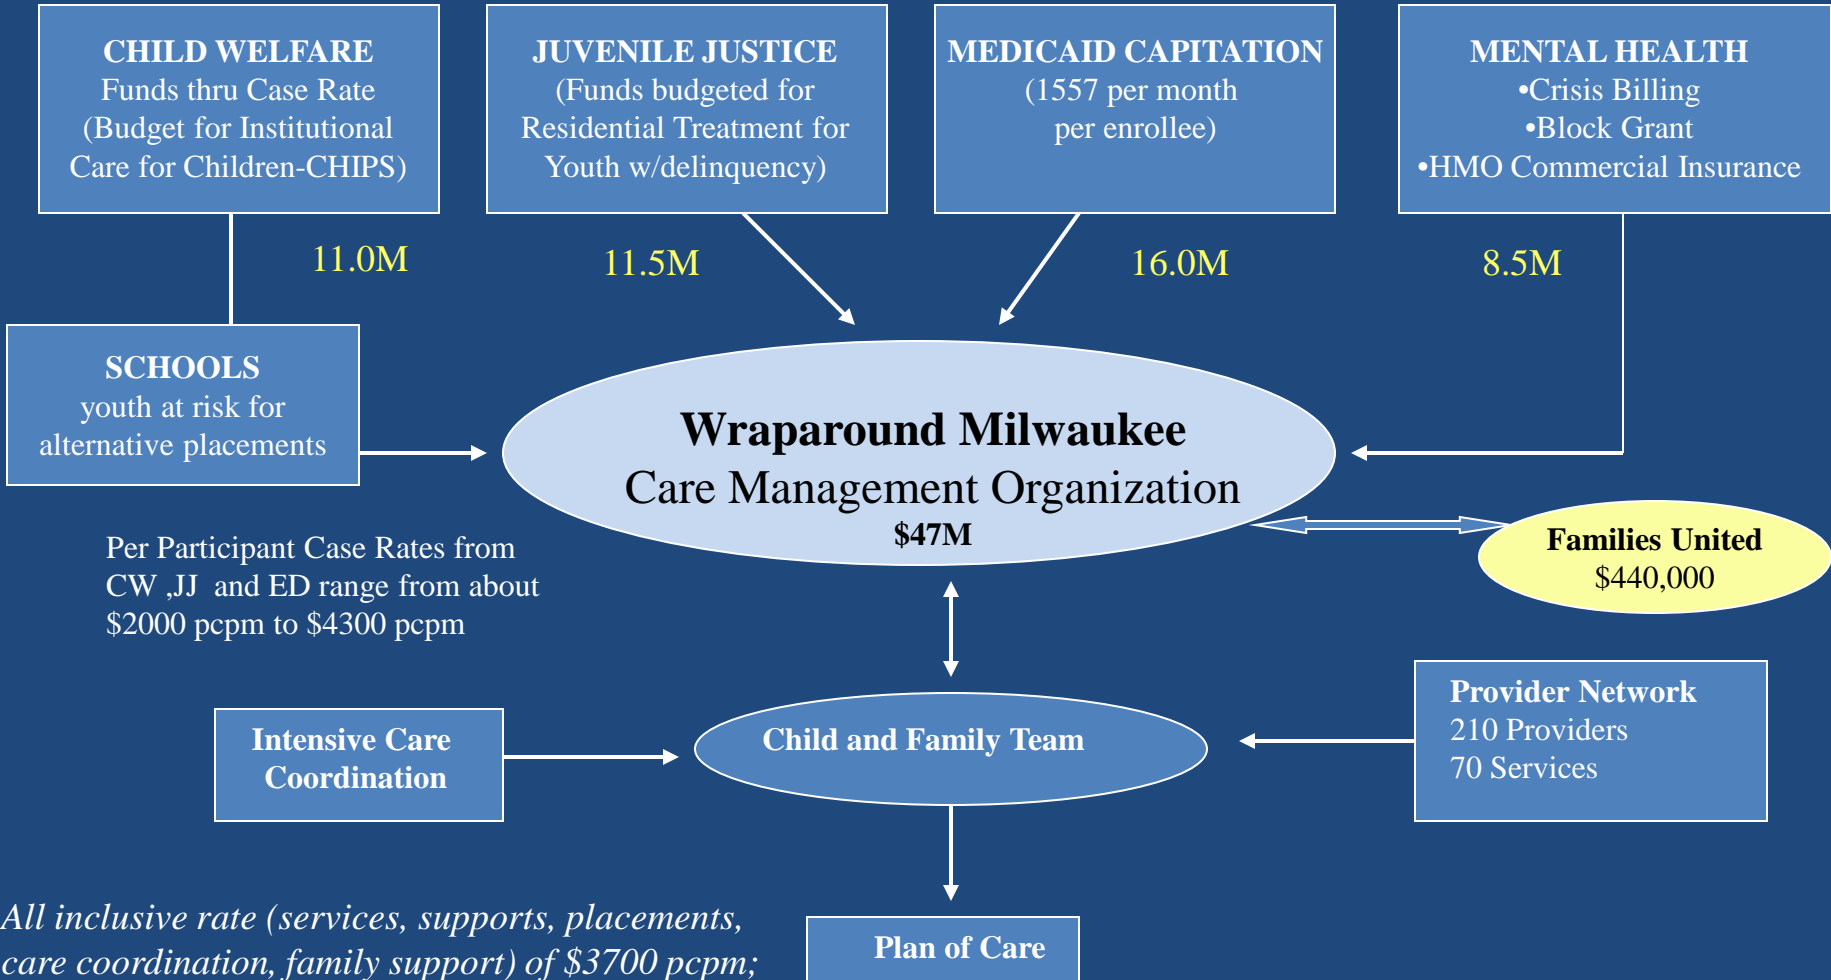 CHILD WELFARE
Funds thru Case Rate
(Budget for Institutional
Care for Children-CHIPS)
JUVENILE JUSTICE
(Funds budgeted for
Residential Treatment for
Youth w/delinquency)
MEDICAID CAPITATION
(1557 per month
per enrollee)
MENTAL HEALTH
•Crisis Billing
•Block Grant
•HMO Commercial Insurance
11.0M
11.5M
16.0M
8.5M
SCHOOLS
youth at risk for
alternative placements
Wraparound Milwaukee
Care Management Organization
$47M
Families United
$440,000
Per Participant Case Rates from
CW ,JJ and ED range from about
$2000 pcpm to $4300 pcpm
Intensive Care
Coordination
Child and Family Team
Provider Network
210 Providers
70 Services
Plan of Care
All inclusive rate (services, supports, placements,
care coordination, family support) of $3700 pcpm;